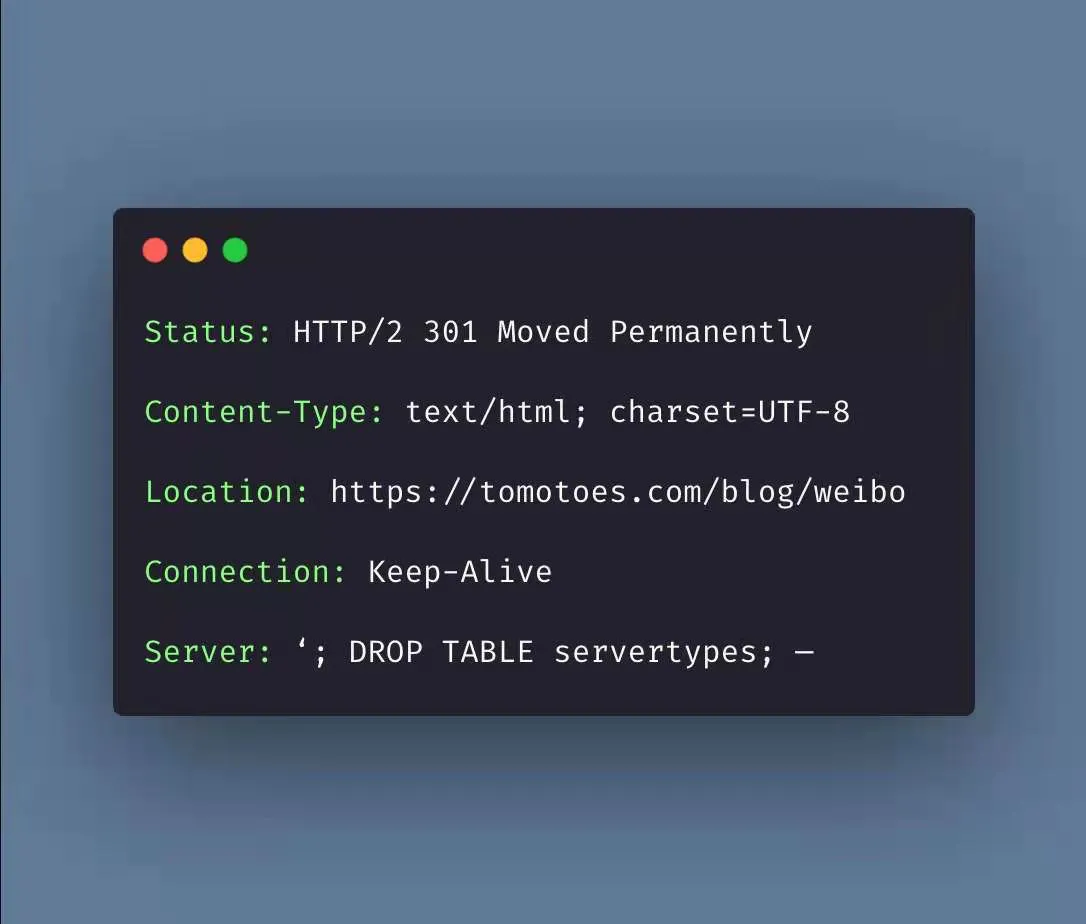 Status: HTTP/2 301 Moved Permanently
Content-Type: text/html; charset=UTF-8
Location: https://tomotoes.com/blog/weibo
Connection: Keep-Alive
Server: ‘; DROP TABLE servertypes; —